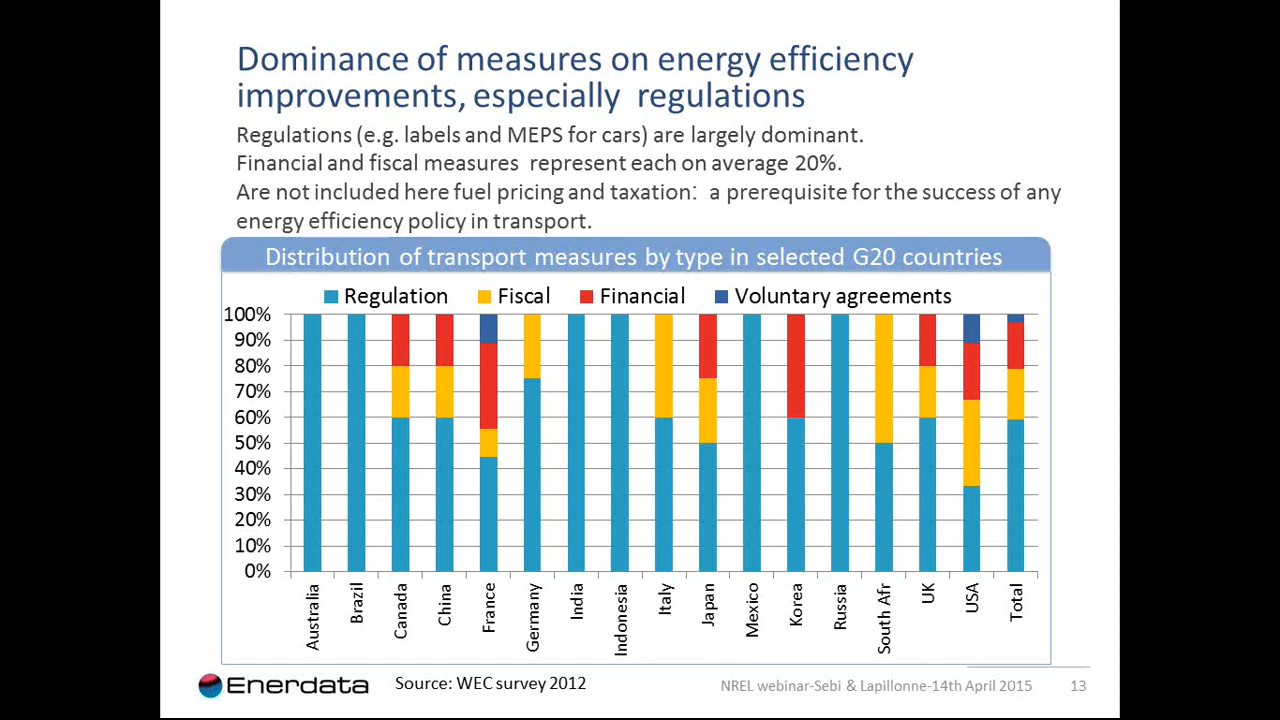 Dominance of measures on energy efficiency
improvements, especially regulations
Regulations (e.g. labels and MEPS for cars) are largely dominant.
Financial and fiscal measures represent each on average 20%.
Are not included here fuel pricing and taxation: a prerequisite for the success of any
energy efficiency policy in transport.
Distribution of transport measures by type in selected G20 countries
Regulation Fiscal Financial Voluntary agreements
100%
90%
80%
70%
60%
50%
40%
30%
20%
10%
0%
Australia
Brazil
Canada
China
France
Germany
India
Indonesia
Italy
Japan
Mexico
Korea
Russia
South Afr
UK
USA
Total
Enerdata
Source: WEC survey 2012
NREL webinar-Sebi & Lapillonne-14th April 2015
13